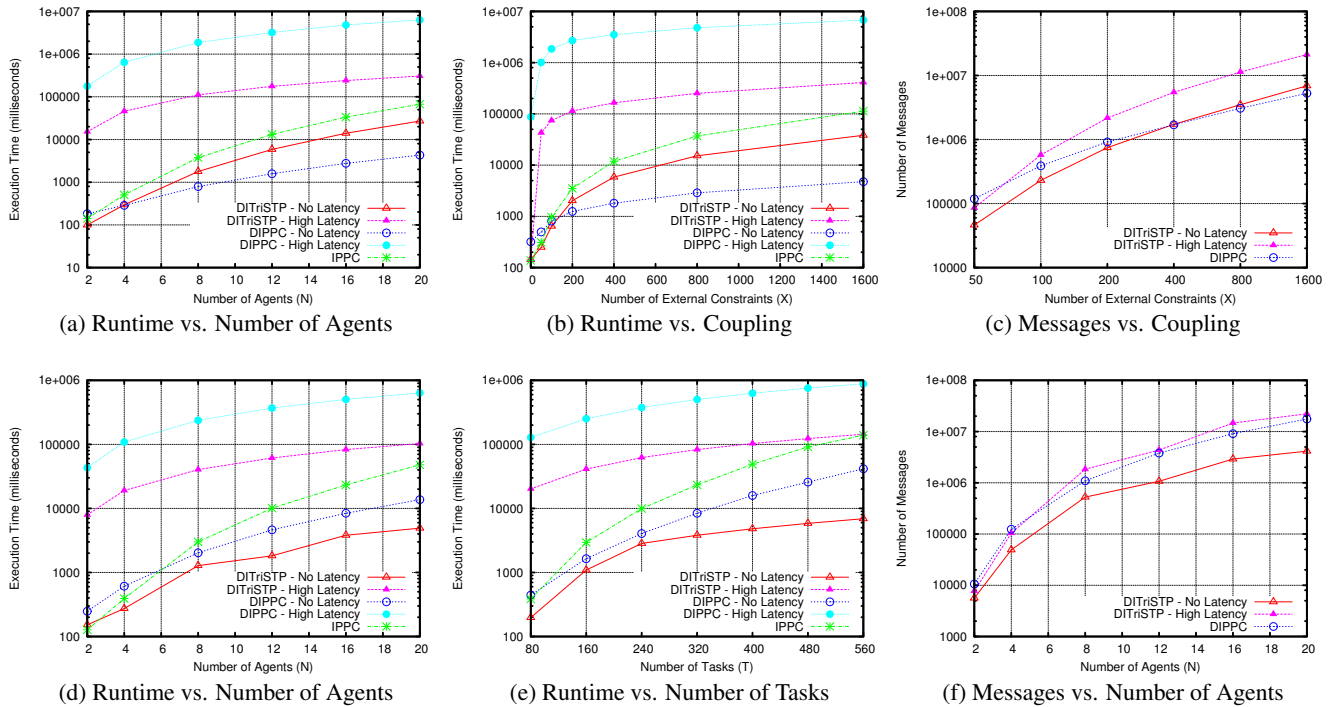 1e+007
1e+006
100000
10000
1000
100
10
2 4 6 8 10 12 14 16 18 20
Execution Time (milliseconds)
Number of Agents (N)
DITriSTP - No Latency
DITriSTP - High Latency
DIPPC - No Latency
DIPPC - High Latency
IPPC
(a) Runtime vs. Number of Agents
1e+007
1e+006
100000
10000
1000
100
0 200 400 600 800 1000 1200 1400 1600
Execution Time (milliseconds)
Number of External Constraints (X)
DITriSTP - No Latency
DITriSTP - High Latency
DIPPC - No Latency
DIPPC - High Latency
IPPC
(b) Runtime vs. Coupling
1e+008
1e+007
1e+006
100000
10000
50 100 200 400 800 1600
Number of Messages
Number of External Constraints (X)
DITriSTP - No Latency
DITriSTP - High Latency
DIPPC
(c) Messages vs. Coupling
1e+006
100000
10000
1000
100
2 4 6 8 10 12 14 16 18 20
Execution Time (milliseconds)
Number of Agents (N)
DITriSTP - No Latency
DITriSTP - High Latency
DIPPC - No Latency
DIPPC - High Latency
IPPC
(d) Runtime vs. Number of Agents
1e+006
100000
10000
1000
100
80 160 240 320 400 480 560
Execution Time (milliseconds)
Number of Tasks (T)
DITriSTP - No Latency
DITriSTP - High Latency
DIPPC - No Latency
DIPPC - High Latency
IPPC
(e) Runtime vs. Number of Tasks
1e+008
1e+007
1e+006
100000
10000
1000
2 4 6 8 10 12 14 16 18 20
Number of Messages
Number of Agents (N)
DITriSTP - No Latency
DITriSTP - High Latency
DIPPC
(f) Messages vs. Number of Agents